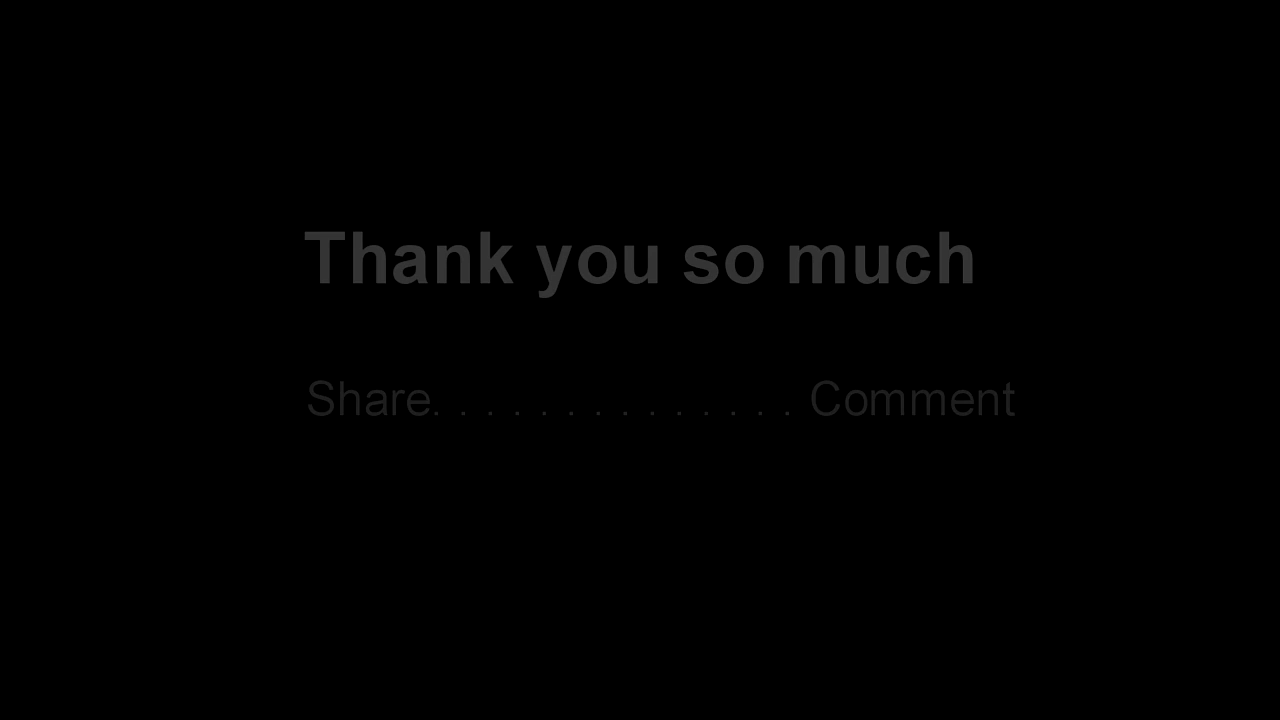 Thank you so much
Share. . . . . . . . . . . . . . Comment